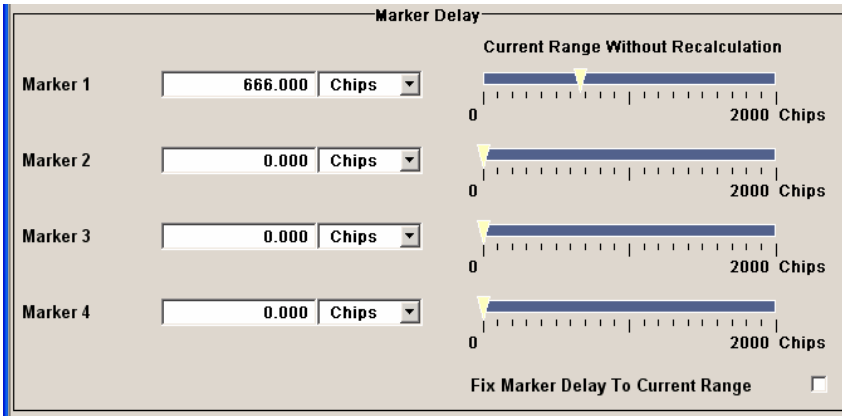 Marker Delay
Current Range Without Recalculation
Marker 1 666.000 Chips
0 2000 Chips
Marker 2 0.000 Chips
0 2000 Chips
Marker 3 0.000 Chips
0 2000 Chips
Marker 4 0.000 Chips
0 2000 Chips
Fix Marker Delay To Current Range